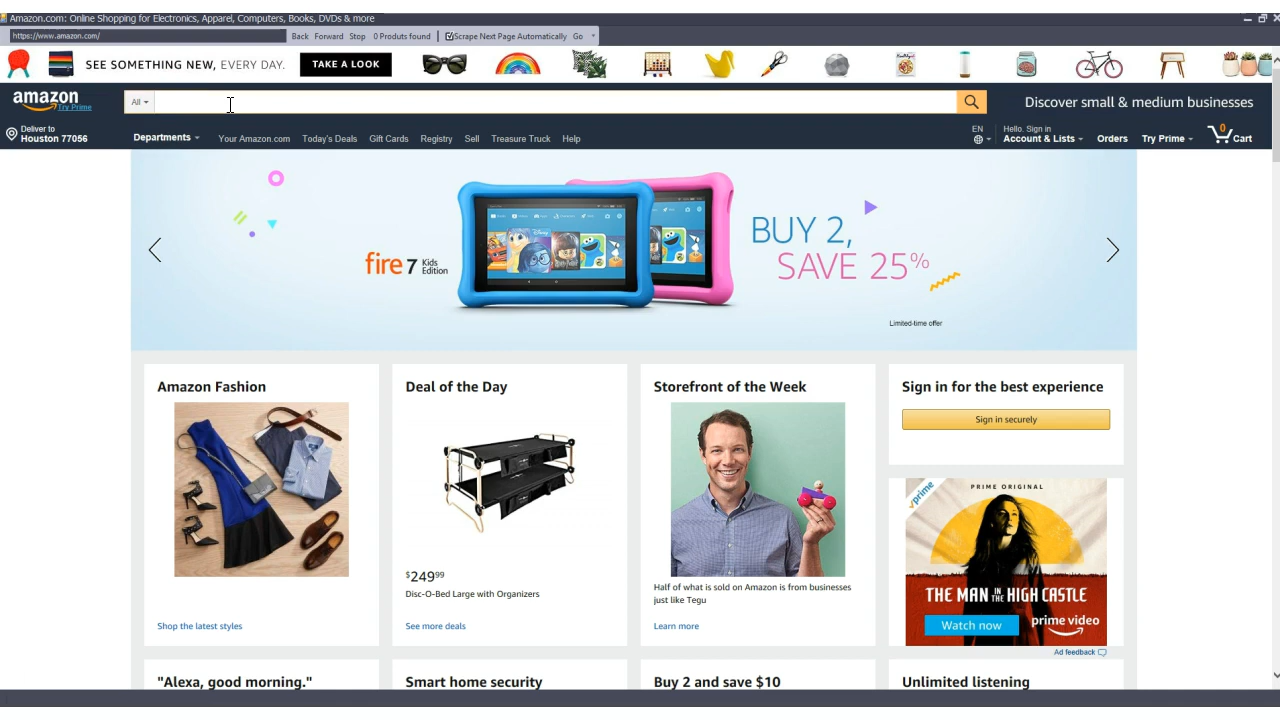 Amazon.com: Online Shopping for Electronics, Apparel, Computers, Books, DVDs & more
https://www.amazon.com/ Back Forward Stop 0 Produts found Scrape Next Page Automatically Go
SEE SOMETHING NEW, EVERY DAY. TAKE A LOOK
amazon
Try Prime
All
Discover small & medium businesses
Deliver to
Houston 77056
Departments Your Amazon.com Today's Deals Gift Cards Registry Sell Treasure Truck Help
EN
Hello. Sign in
Account & Lists
Orders
Try Prime
0
Cart
fire 7 Kids Edition
BUY 2,
SAVE 25%
Limited-time offer
Amazon Fashion
Shop the latest styles
Deal of the Day
$24999
Disc-O-Bed Large with Organizers
See more deals
Storefront of the Week
Half of what is sold on Amazon is from businesses
just like Tegu
Learn more
Sign in for the best experience
Sign in securely
prime
PRIME ORIGINAL
THE MAN IN THE HIGH CASTLE
Watch now
prime video
Ad feedback
"Alexa, good morning."
Smart home security
Buy 2 and save $10
Unlimited listening